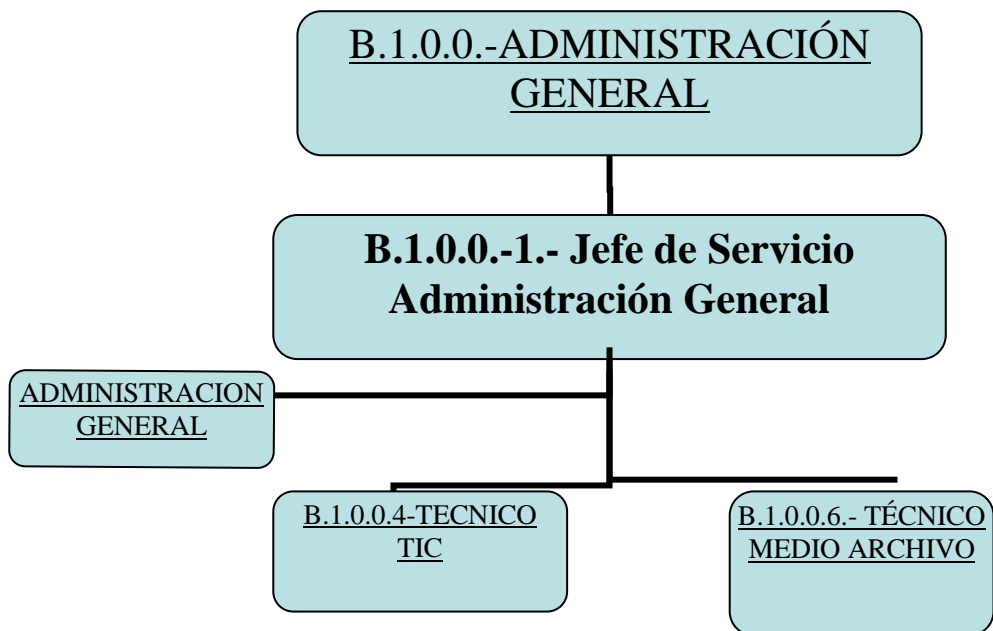 B.1.0.0.-ADMINISTRACIÓN
GENERAL
B.1.0.0.-1.- Jefe de Servicio
Administración General
ADMINISTRACION
GENERAL
B.1.0.0.4-TECNICO
TIC
B.1.0.0.6.- TÉCNICO
MEDIO ARCHIVO